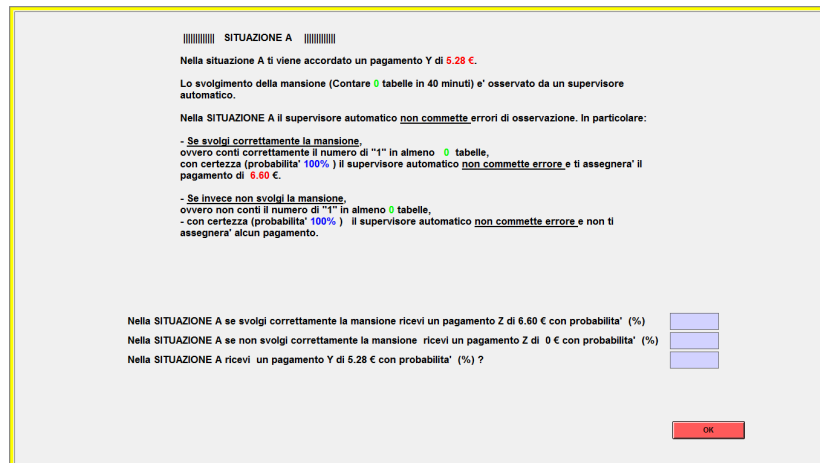 |||||||||||| SITUAZIONE A ||||||||||||
Nella situazione A ti viene accordato un pagamento Y di 5.28 €.
Lo svolgimento della mansione (Contare 0 tabelle in 40 minuti) e' osservato da un supervisore
automatico.
Nella SITUAZIONE A il supervisore automatico non commette errori di osservazione. In particolare:
- Se svolgi correttamente la mansione,
ovvero conti correttamente il numero di "1" in almeno 0 tabelle,
con certezza (probabilita' 100% ) il supervisore automatico non commette errore e ti assegnera' il
pagamento di 6.60 €.
- Se invece non svolgi la mansione,
ovvero non conti il numero di "1" in almeno 0 tabelle,
- con certezza (probabilita' 100% ) il supervisore automatico non commette errore e non ti
assegnera' alcun pagamento.
Nella SITUAZIONE A se svolgi correttamente la mansione ricevi un pagamento Z di 6.60 € con probabilita' (%)
Nella SITUAZIONE A se non svolgi correttamente la mansione ricevi un pagamento Z di 0 € con probabilita' (%)
Nella SITUAZIONE A ricevi un pagamento Y di 5.28 € con probabilita' (%) ?
OK